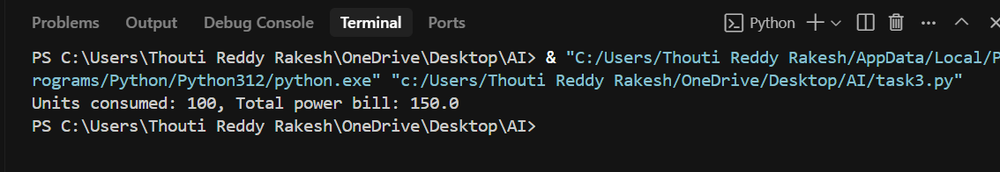 Problems Output Debug Console Terminal Ports Python
PS C:\Users\Thouti Reddy Rakesh\OneDrive\Desktop\AI> & "C:/Users/Thouti Reddy Rakesh/AppData/Local/P
rograms/Python/Python312/python.exe" "c:/Users/Thouti Reddy Rakesh/OneDrive/Desktop/AI/task3.py"
Units consumed: 100, Total power bill: 150.0
PS C:\Users\Thouti Reddy Rakesh\OneDrive\Desktop\AI>